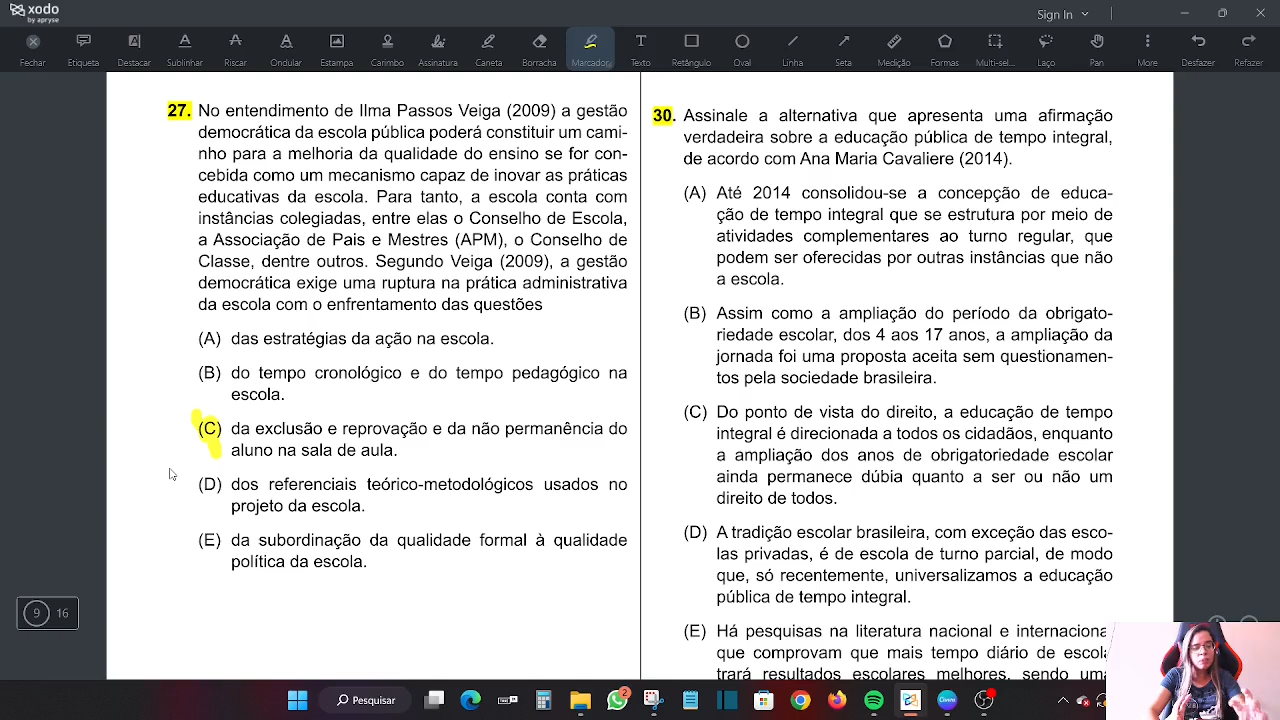 xodo
by apryse
Sign In
Fechar
Etiqueta
Destacar
Sublinhar
Riscar
Ondular
Estampa
Carimbo
Assinatura
Caneta
Borracha
Marcador
Texto
Retângulo
Oval
Linha
Seta
Medidas
Polígono
Multi-sel...
Laço
Pan
Mais
Desfazer
Refazer
27. No entendimento de Ilma Passos Veiga (2009) a gestão
democrática da escola pública poderá constituir um cami-
nho para a melhoria da qualidade do ensino se for con-
cebida como um mecanismo capaz de inovar as práticas
educativas da escola. Para tanto, a escola conta com
instâncias colegiadas, entre elas o Conselho de Escola,
a Associação de Pais e Mestres (APM), o Conselho de
Classe, dentre outros. Segundo Veiga (2009), a gestão
democrática exige uma ruptura na prática administrativa
da escola com o enfrentamento das questões
(A) das estratégias da ação na escola.
(B) do tempo cronológico e do tempo pedagógico na
escola.
(C) da exclusão e reprovação e da não permanência do
aluno na sala de aula.
(D) dos referenciais teórico-metodológicos usados no
projeto da escola.
(E) da subordinação da qualidade formal à qualidade
política da escola.
30. Assinale a alternativa que apresenta uma afirmação
verdadeira sobre a educação pública de tempo integral,
de acordo com Ana Maria Cavaliere (2014).
(A) Até 2014 consolidou-se a concepção de educa-
ção de tempo integral que se estrutura por meio de
atividades complementares ao turno regular, que
podem ser oferecidas por outras instâncias que não
a escola.
(B) Assim como a ampliação do período da obrigato-
riedade escolar, dos 4 aos 17 anos, a ampliação da
jornada foi uma proposta aceita sem questionamen-
tos pela sociedade brasileira.
(C) Do ponto de vista do direito, a educação de tempo
integral é direcionada a todos os cidadãos, enquanto
a ampliação dos anos de obrigatoriedade escolar
ainda permanece dúbia quanto a ser ou não um
direito de todos.
(D) A tradição escolar brasileira, com exceção das esco-
las privadas, é de escola de turno parcial, de modo
que, só recentemente, universalizamos a educação
pública de tempo integral.
(E) Há pesquisas na literatura nacional e internaciona
que comprovam que mais tempo diário de escola
trará resultados escolares melhores, sendo uma
9 16
Pesquisar
2